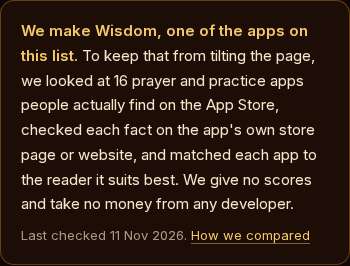 We make Wisdom, one of the apps on
this list. To keep that from tilting the page,
we looked at 16 prayer and practice apps
people actually find on the App Store,
checked each fact on the app's own store
page or website, and matched each app to
the reader it suits best. We give no scores
and take no money from any developer.
Last checked 11 Nov 2026. How we compared